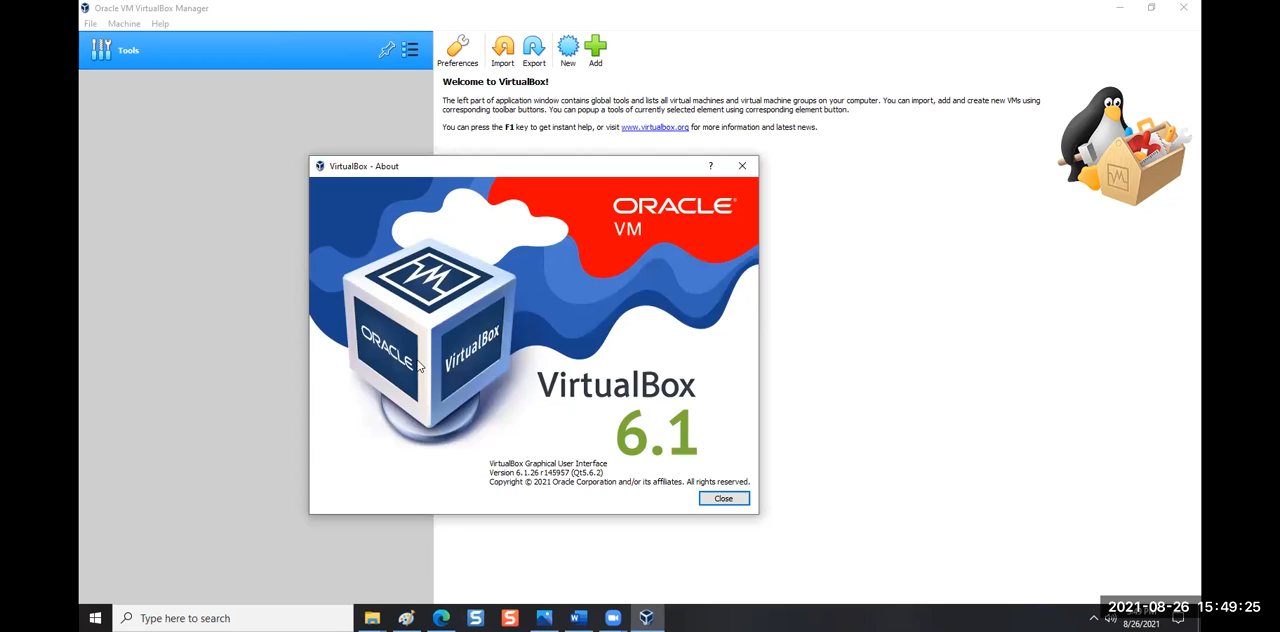 Oracle VM VirtualBox Manager
File Machine Help
Tools
Preferences Import Export New Add
Welcome to VirtualBox!
The left part of application window contains global tools and lists all virtual machines and virtual machine groups on your computer. You can import, add and create new VMs using
corresponding toolbar buttons. You can popup a tools of currently selected element using corresponding element button.
You can press the F1 key to get instant help, or visit www.virtualbox.org for more information and latest news.
VirtualBox - About
ORACLE®
VM
ORACLE
VirtualBox
VirtualBox
6.1
VirtualBox Graphical User Interface
Version 6.1.26 r145957 (Qt5.6.2)
Copyright © 2021 Oracle Corporation and/or its affiliates. All rights reserved.
Close
Type here to search
2021-08-26 15:49:25
8/26/2021